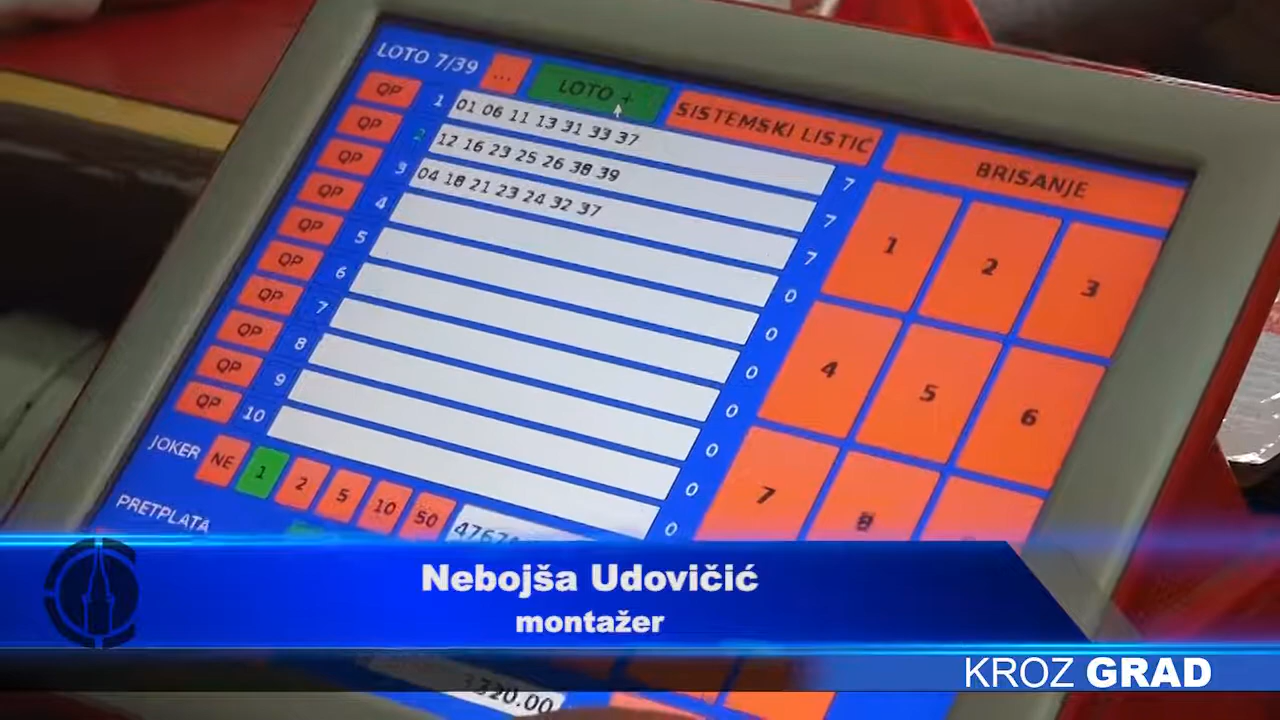 LOTO 7/39 ... LOTO + SISTEMSKI LISTIĆ BRISANJE
QP 1 01 06 11 13 31 33 37 7
QP 2 12 16 23 25 26 38 39 7
QP 3 04 18 21 23 24 32 37 7
QP 4 0
QP 5 0
QP 6 0
QP 7 0
QP 8 0
QP 9 0
QP 10 0
1 2 3
4 5 6
7 8
JOKER NE 1 2 5 10 50
PRETPLATA
Nebojša Udovičić
montažer
KROZ GRAD